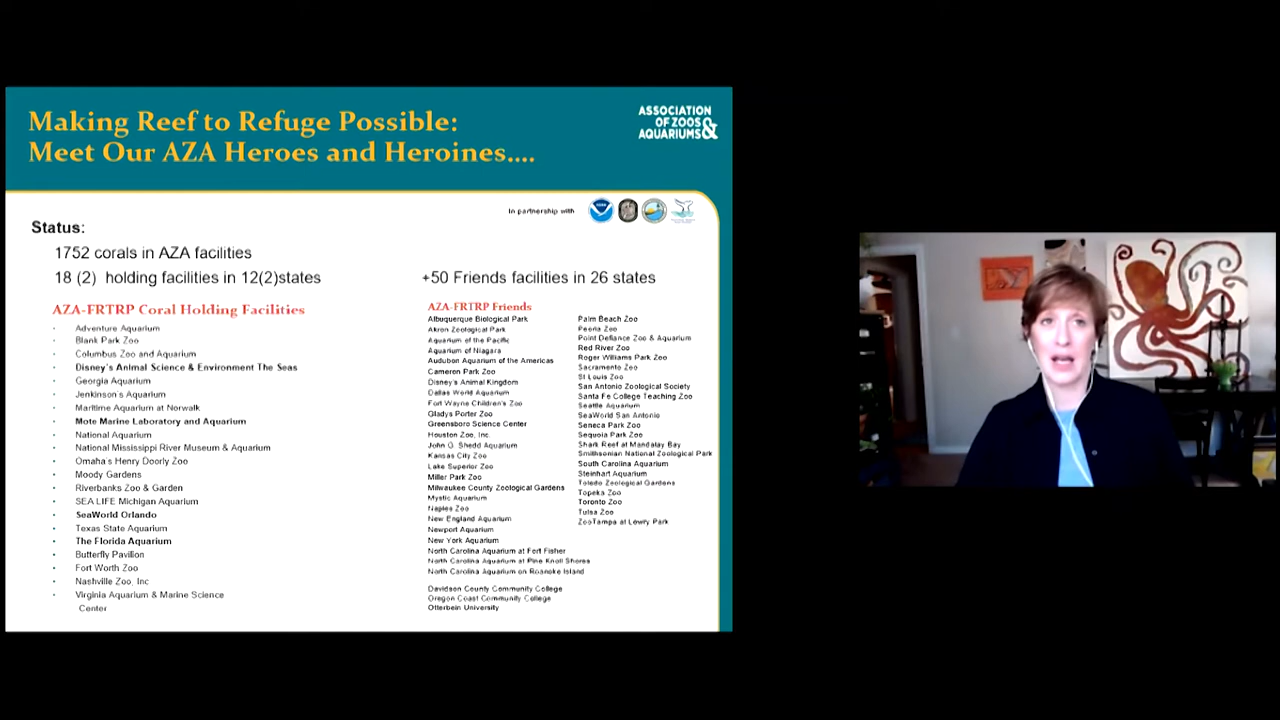 Making Reef to Refuge Possible:
Meet Our AZA Heroes and Heroines....
ASSOCIATION
OF ZOOS
& AQUARIUMS
In partnership with
Status:
1752 corals in AZA facilities
18 (2) holding facilities in 12(2)states
AZA-FRTRP Coral Holding Facilities
Adventure Aquarium
Blank Park Zoo
Columbus Zoo and Aquarium
Disney's Animal Science & Environment The Seas
Georgia Aquarium
Jenkinson's Aquarium
Maritime Aquarium at Norwalk
Mote Marine Laboratory and Aquarium
National Aquarium
National Mississippi River Museum & Aquarium
Omaha's Henry Doorly Zoo
Moody Gardens
Riverbanks Zoo & Garden
SEA LIFE Michigan Aquarium
SeaWorld Orlando
Texas State Aquarium
The Florida Aquarium
Butterfly Pavilion
Fort Worth Zoo
Nashville Zoo, Inc
Virginia Aquarium & Marine Science
Center
+50 Friends facilities in 26 states
AZA-FRTRP Friends
Albuquerque Biological Park
Akron Zoological Park
Aquarium of the Pacific
Aquarium of Niagara
Audubon Aquarium of the Americas
Cameron Park Zoo
Disney's Animal Kingdom
Dallas World Aquarium
Fort Wayne Children's Zoo
Gladys Porter Zoo
Greensboro Science Center
Houston Zoo, Inc.
John G. Shedd Aquarium
Kansas City Zoo
Lake Superior Zoo
Miller Park Zoo
Milwaukee County Zoological Gardens
Mystic Aquarium
Naples Zoo
New England Aquarium
Newport Aquarium
New York Aquarium
North Carolina Aquarium at Fort Fisher
North Carolina Aquarium at Pine Knoll Shores
North Carolina Aquarium on Roanoke Island
Davidson County Community College
Oregon Coast Community College
Otterbein University
Palm Beach Zoo
Peoria Zoo
Point Defiance Zoo & Aquarium
Red River Zoo
Roger Williams Park Zoo
Sacramento Zoo
St Louis Zoo
San Antonio Zoological Society
Santa Fe College Teaching Zoo
Seattle Aquarium
SeaWorld San Antonio
Seneca Park Zoo
Sequoia Park Zoo
Shark Reef at Mandalay Bay
Smithsonian National Zoological Park
South Carolina Aquarium
Steinhart Aquarium
Toledo Zoological Gardens
Topeka Zoo
Toronto Zoo
Tulsa Zoo
ZooTampa at Lowry Park